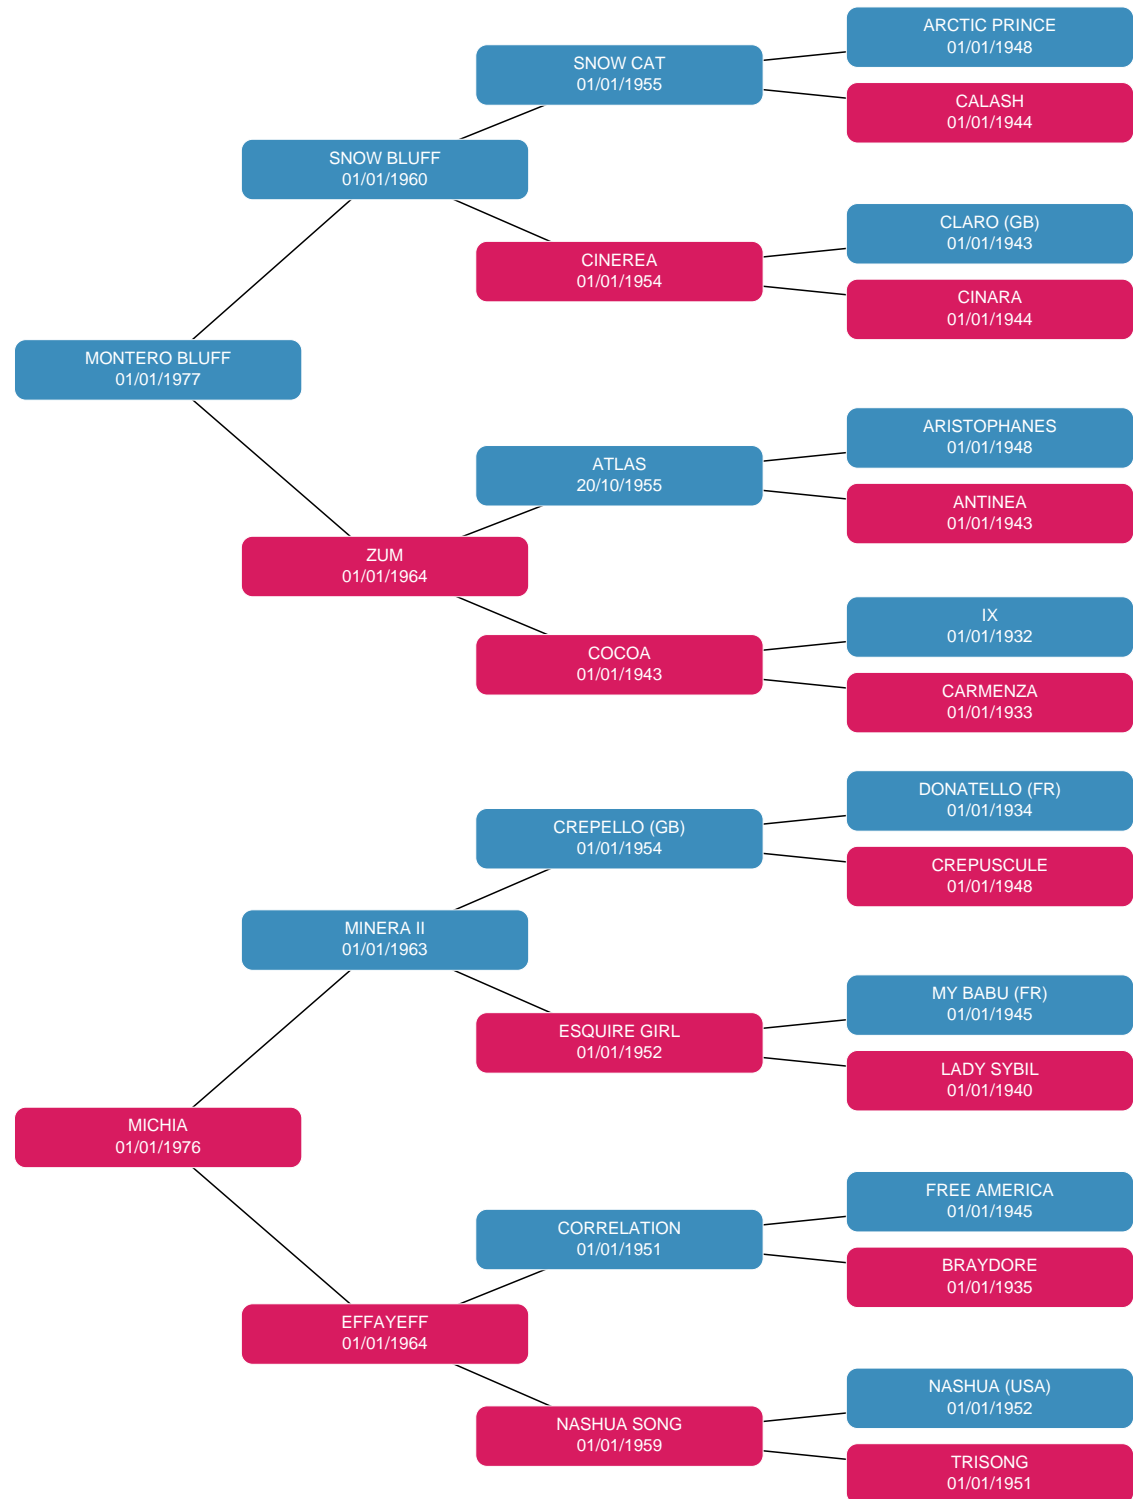 ARCTIC PRINCE
01/01/1948
SNOW CAT
01/01/1955
CALASH
01/01/1944
SNOW BLUFF
01/01/1960
CLARO (GB)
01/01/1943
CINEREA
01/01/1954
CINARA
01/01/1944
MONTERO BLUFF
01/01/1977
ARISTOPHANES
01/01/1948
ATLAS
20/10/1955
ANTINEA
01/01/1943
ZUM
01/01/1964
IX
01/01/1932
COCOA
01/01/1943
CARMENZA
01/01/1933
DONATELLO (FR)
01/01/1934
CREPELLO (GB)
01/01/1954
CREPUSCULE
01/01/1948
MINERA II
01/01/1963
MY BABU (FR)
01/01/1945
ESQUIRE GIRL
01/01/1952
LADY SYBIL
01/01/1940
MICHIA
01/01/1976
FREE AMERICA
01/01/1945
CORRELATION
01/01/1951
BRAYDORE
01/01/1935
EFFAYEFF
01/01/1964
NASHUA (USA)
01/01/1952
NASHUA SONG
01/01/1959
TRISONG
01/01/1951